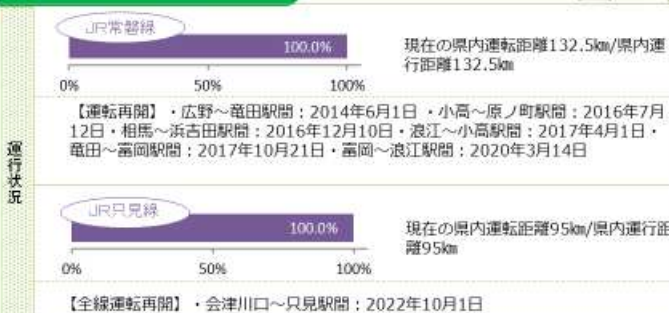 JR常磐線
100.0%
0% 50% 100%
現在の県内運転距離132.5㎞/県内運
行距離132.5㎞
【運転再開】・広野～竜田駅間：2014年6月1日 ・小高～原ノ町駅間：2016年7月
12日・相馬～浜吉田駅間：2016年12月10日・浪江～小高駅間：2017年4月1日・
竜田～富岡駅間：2017年10月21日・富岡～浪江駅間：2020年3月14日
運行状況
JR只見線
100.0%
0% 50% 100%
現在の県内運転距離95㎞/県内運行距
離95㎞
【全線運転再開】・会津川口～只見駅間：2022年10月1日